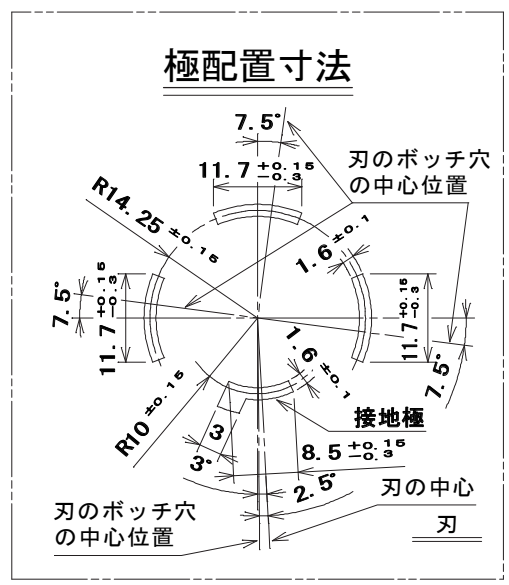 極配置寸法
7.5°
11.7 +0.15 -0.3
刃のボッチ穴
の中心位置
R14.25 ±0.15
1.6 ±0.1
7.5°
11.7 +0.15 -0.3
11.7 +0.15 -0.3
7.5°
1.6 ±0.1
R10 ±0.15
接地極
3
3°
8.5 +0.15 -0.3
2.5°
刃のボッチ穴
の中心位置
刃の中心
刃